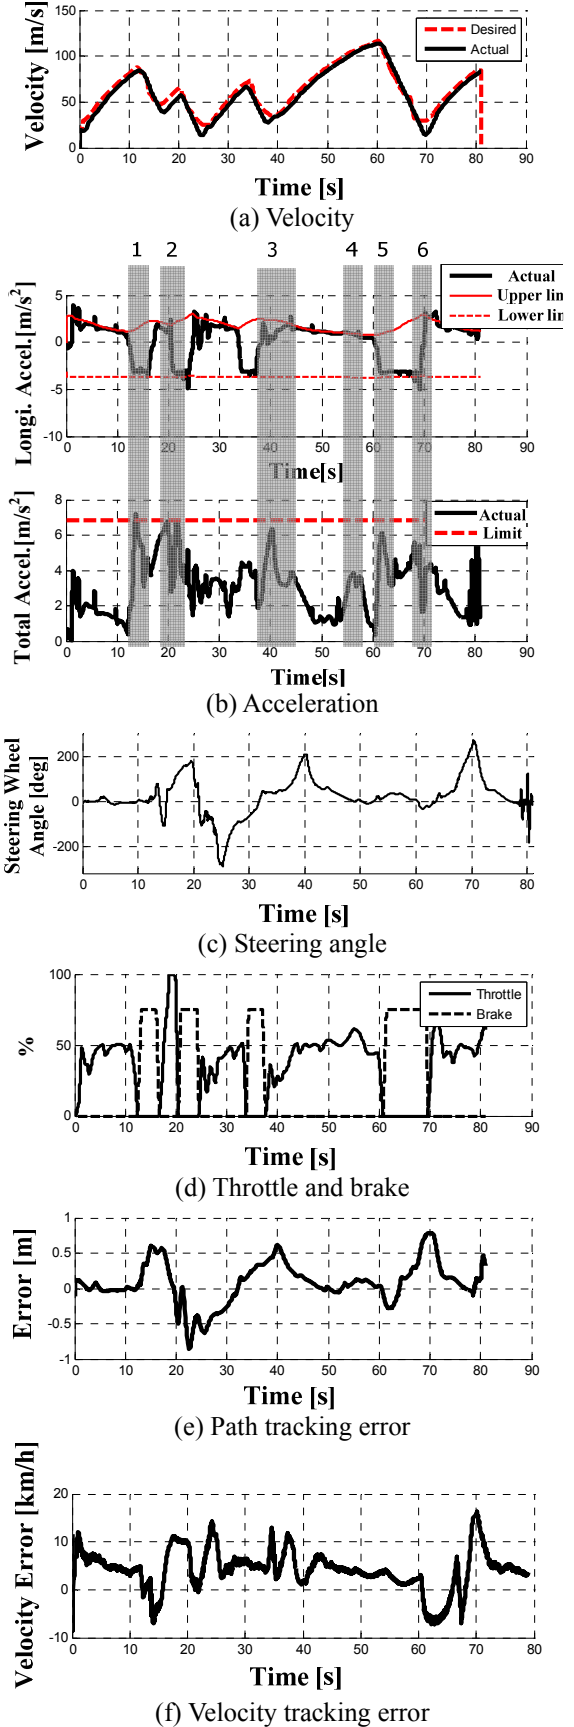 Velocity [m/s]
150
100
50
0
Desired
Actual
0 10 20 30 40 50 60 70 80 90
Time [s]
(a) Velocity
1 2 3 4 5 6
Longi. Accel.[m/s²]
5
0
-5
-10
Actual
Upper lim
Lower lim
0 10 20 30 40 50 60 70 80 90
Time[s]
Total Accel.[m/s²]
8
6
4
2
0
Actual
Limit
0 10 20 30 40 50 60 70 80 90
Time[s]
(b) Acceleration
Steering Wheel
Angle [deg]
200
0
-200
0 10 20 30 40 50 60 70 80
Time [s]
(c) Steering angle
%
100
50
0
Throttle
Brake
0 10 20 30 40 50 60 70 80 90
Time [s]
(d) Throttle and brake
Error [m]
1
0.5
0
-0.5
-1
0 10 20 30 40 50 60 70 80 90
Time [s]
(e) Path tracking error
Velocity Error [km/h]
20
10
0
-10
0 10 20 30 40 50 60 70 80 90
Time [s]
(f) Velocity tracking error